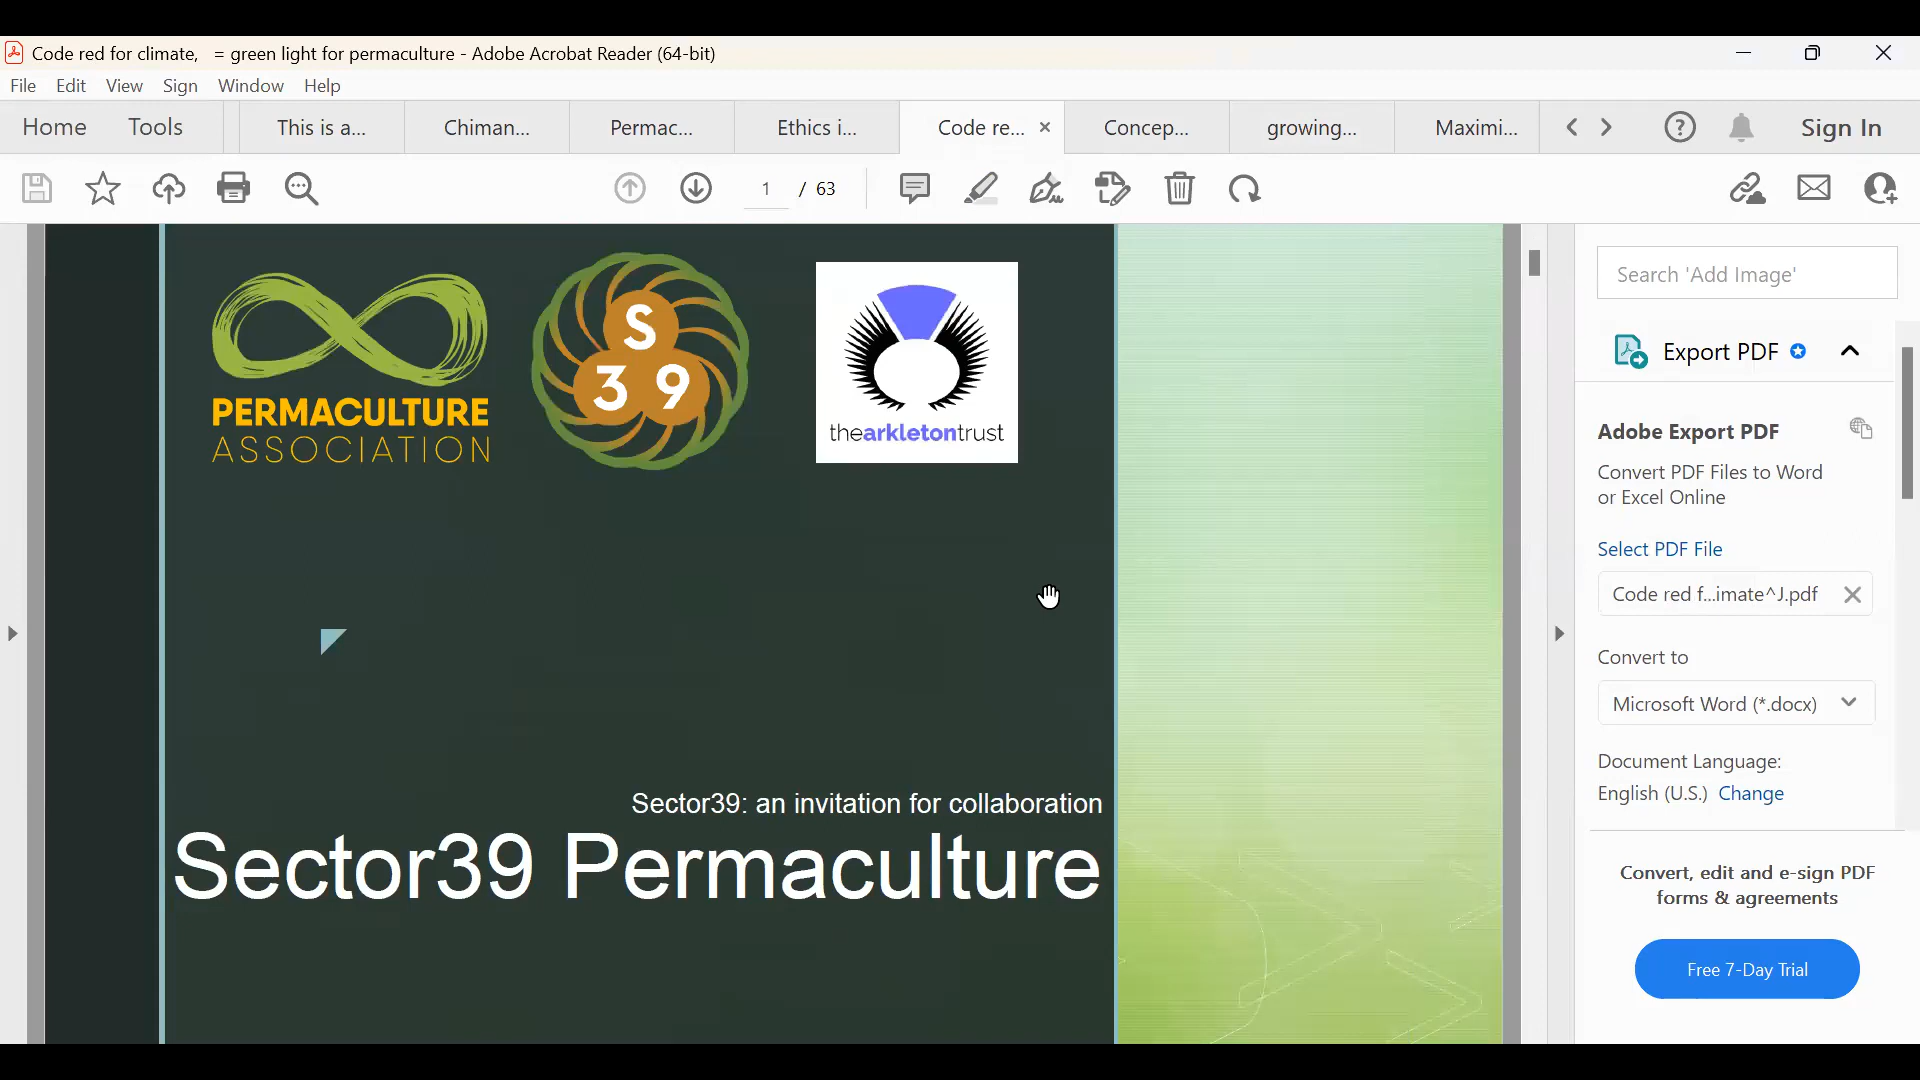 Code red for climate, = green light for permaculture - Adobe Acrobat Reader (64-bit)
File Edit View Sign Window Help
Home Tools This is a... Chiman... Permac... Ethics i... Code re... Concep... growing... Maximi... Sign In
1 / 63
PERMACULTURE
ASSOCIATION
S
3 9
thearkletontrust
Sector39: an invitation for collaboration
Sector39 Permaculture
Search 'Add Image'
Export PDF
Adobe Export PDF
Convert PDF Files to Word
or Excel Online
Select PDF File
Code red f...imate^J.pdf
Convert to
Microsoft Word (*.docx)
Document Language:
English (U.S.) Change
Convert, edit and e-sign PDF
forms & agreements
Free 7-Day Trial